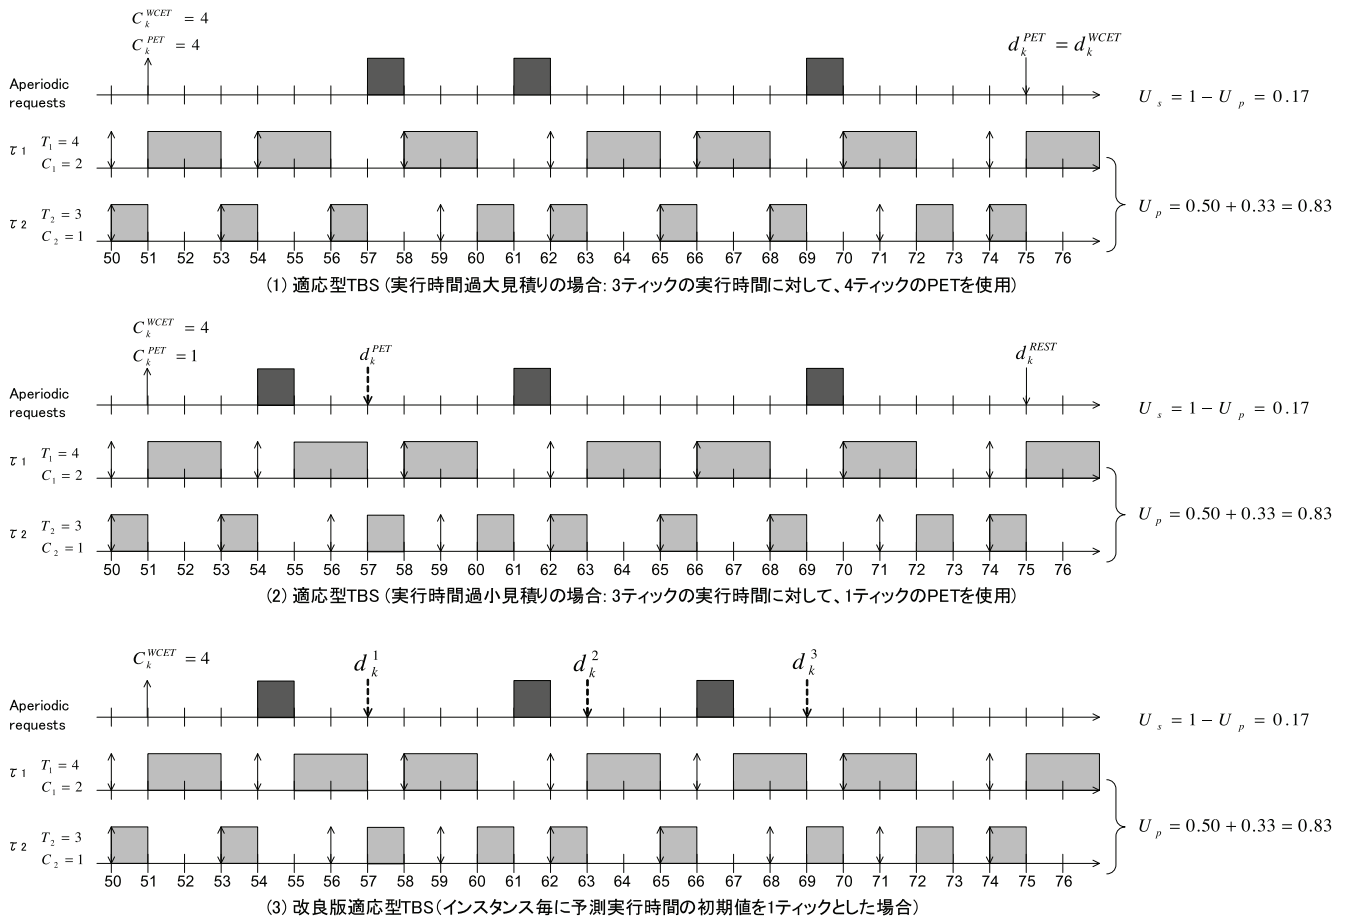 C_k^{WCET} = 4
C_k^{PET} = 4
d_k^{PET} = d_k^{WCET}
Aperiodic
requests
U_s = 1 − U_p = 0.17
τ1 T_1 = 4
C_1 = 2
τ2 T_2 = 3
C_2 = 1
U_p = 0.50 + 0.33 = 0.83
50 51 52 53 54 55 56 57 58 59 60 61 62 63 64 65 66 67 68 69 70 71 72 73 74 75 76
(1) 適応型TBS (実行時間過大見積りの場合: 3ティックの実行時間に対して、4ティックのPETを使用)
C_k^{WCET} = 4
C_k^{PET} = 1
d_k^{PET}
d_k^{REST}
Aperiodic
requests
U_s = 1 − U_p = 0.17
τ1 T_1 = 4
C_1 = 2
τ2 T_2 = 3
C_2 = 1
U_p = 0.50 + 0.33 = 0.83
50 51 52 53 54 55 56 57 58 59 60 61 62 63 64 65 66 67 68 69 70 71 72 73 74 75 76
(2) 適応型TBS (実行時間過小見積りの場合: 3ティックの実行時間に対して、1ティックのPETを使用)
C_k^{WCET} = 4
d_k^1
d_k^2
d_k^3
Aperiodic
requests
U_s = 1 − U_p = 0.17
τ1 T_1 = 4
C_1 = 2
τ2 T_2 = 3
C_2 = 1
U_p = 0.50 + 0.33 = 0.83
50 51 52 53 54 55 56 57 58 59 60 61 62 63 64 65 66 67 68 69 70 71 72 73 74 75 76
(3) 改良版適応型TBS(インスタンス毎に予測実行時間の初期値を1ティックとした場合)